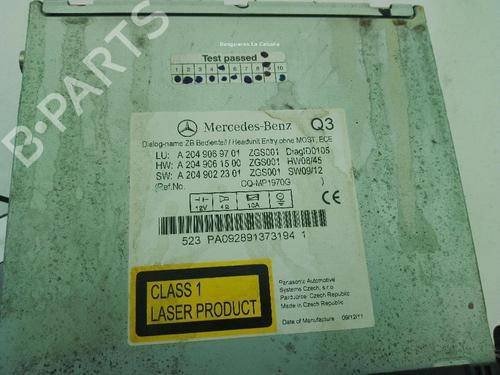 Desguaces La Cabaña
Test passed
1 2 3 4 5 6 7 8 9 10
Mercedes-Benz Q3
Dialog-name ZB Bedienteil / Headunit Entry ohne MOST, ECE
LU: A 204 906 97 01 ZGS001 DiagID0105
HW: A 204 906 15 00 ZGS001 HW08/45
SW: A 204 902 23 01 ZGS001 SW09/12
(Ref.No. CQ-MP1970G )
12V 4Ω 10A
CE
523 PA092891373194 1
CLASS 1
LASER PRODUCT
Panasonic Automotive
Systems Czech, s.r.o
Pardubice, Czech Republic
Made in Czech Republic
Date of Manufacture 09/12/11
B-PARTS